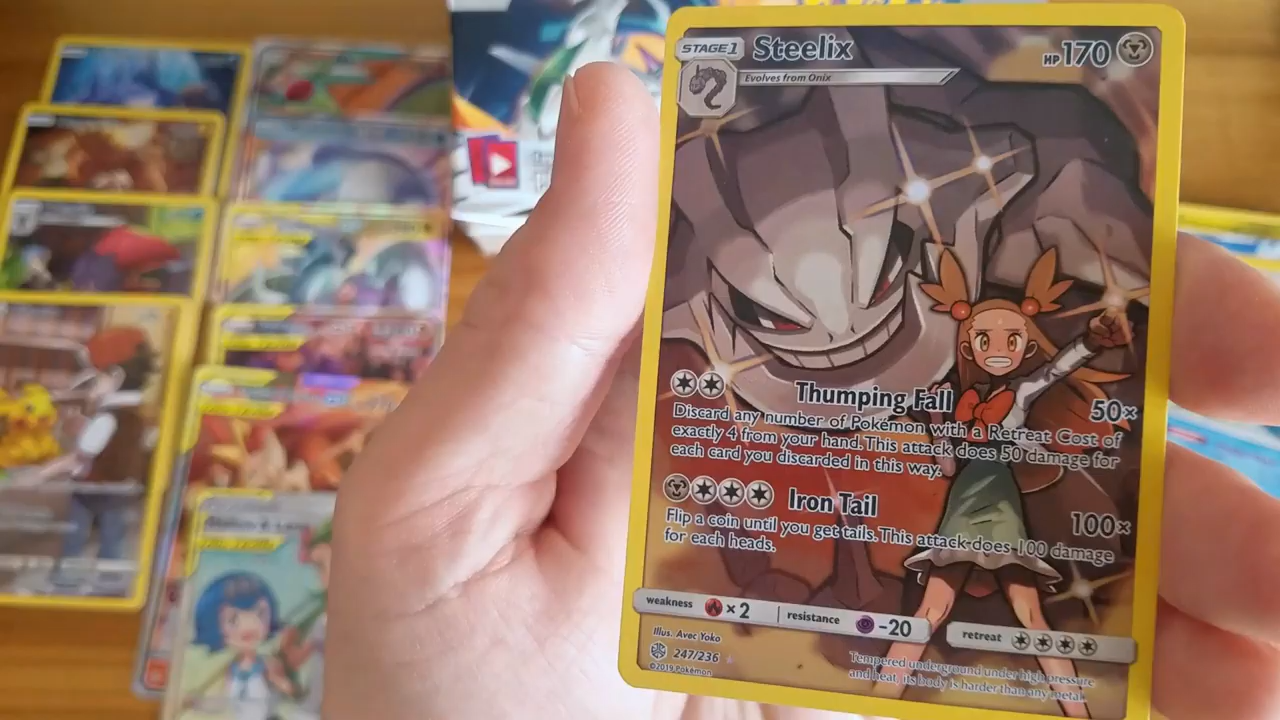 STAGE1
Steelix
HP170
Evolves from Onix
Thumping Fall
50×
Discard any number of Pokémon with a Retreat Cost of
exactly 4 from your hand. This attack does 50 damage for
each card you discarded in this way.
Iron Tail
100×
Flip a coin until you get tails. This attack does 100 damage
for each heads.
weakness ×2
resistance -20
retreat
Illus. Avec Yoko
247/236
©2019 Pokémon
Tempered underground under high pressure
and heat, its body is harder than any metal.